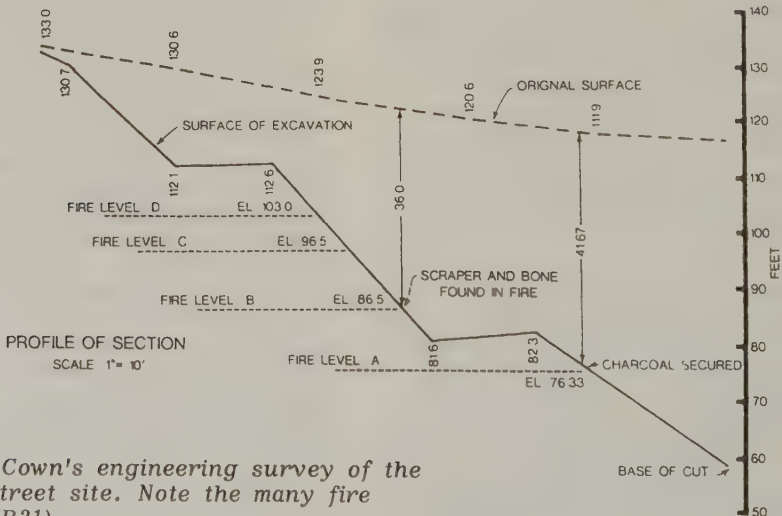 140
133.0
130.6
130.7
130
123.9
120.6
ORIGNAL SURFACE
111.9
120
SURFACE OF EXCAVATION
112.1
112.6
110
36.0
41.67
FIRE LEVEL D EL 103.0
100
FIRE LEVEL C EL 96.5
FEET
90
SCRAPER AND BONE
FOUND IN FIRE
FIRE LEVEL B EL 86.5
80
PROFILE OF SECTION
SCALE 1"= 10'
81.6
82.3
FIRE LEVEL A
CHARCOAL SECURED
EL 76.33
70
60
BASE OF CUT
50
Cown's engineering survey of the
treet site. Note the many fire
R21)